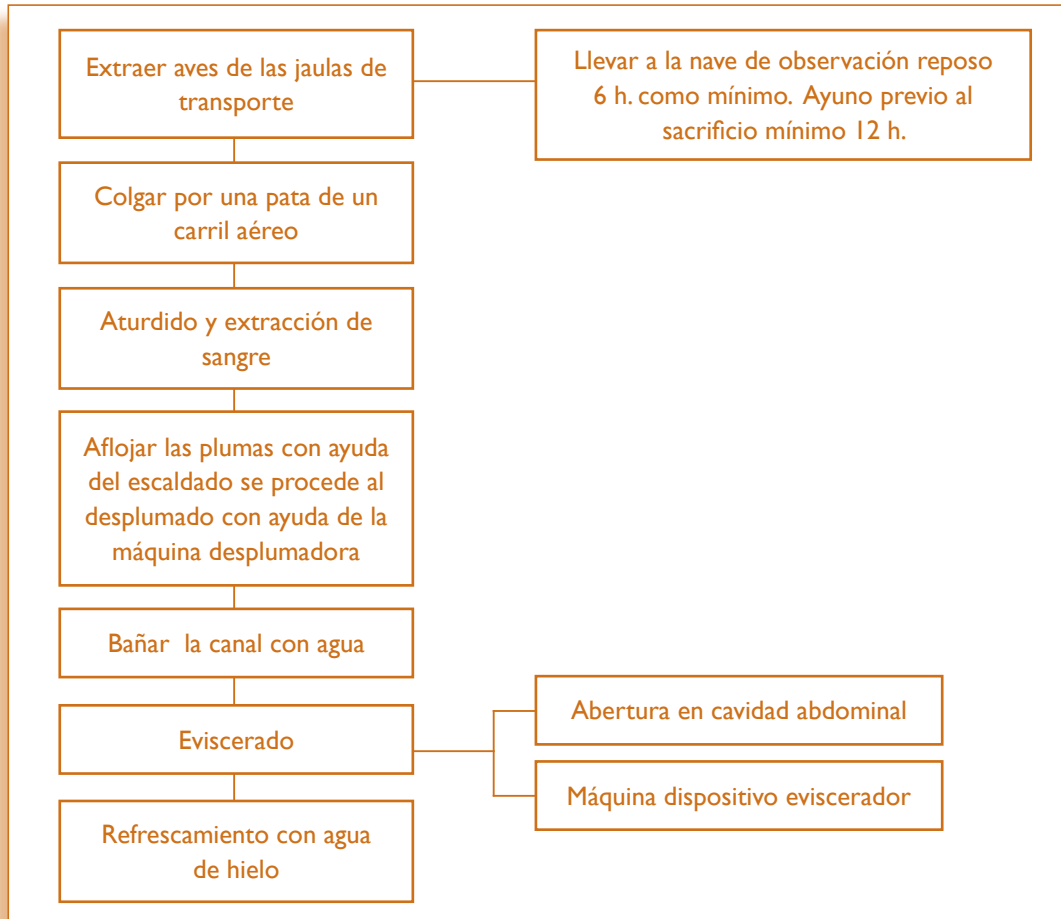 Extraer aves de las jaulas de
transporte
Llevar a la nave de observación reposo
6 h. como mínimo. Ayuno previo al
sacrificio mínimo 12 h.
Colgar por una pata de un
carril aéreo
Aturdido y extracción de
sangre
Aflojar las plumas con ayuda
del escaldado se procede al
desplumado con ayuda de la
máquina desplumadora
Bañar la canal con agua
Eviscerado
Abertura en cavidad abdominal
Máquina dispositivo eviscerador
Refrescamiento con agua
de hielo